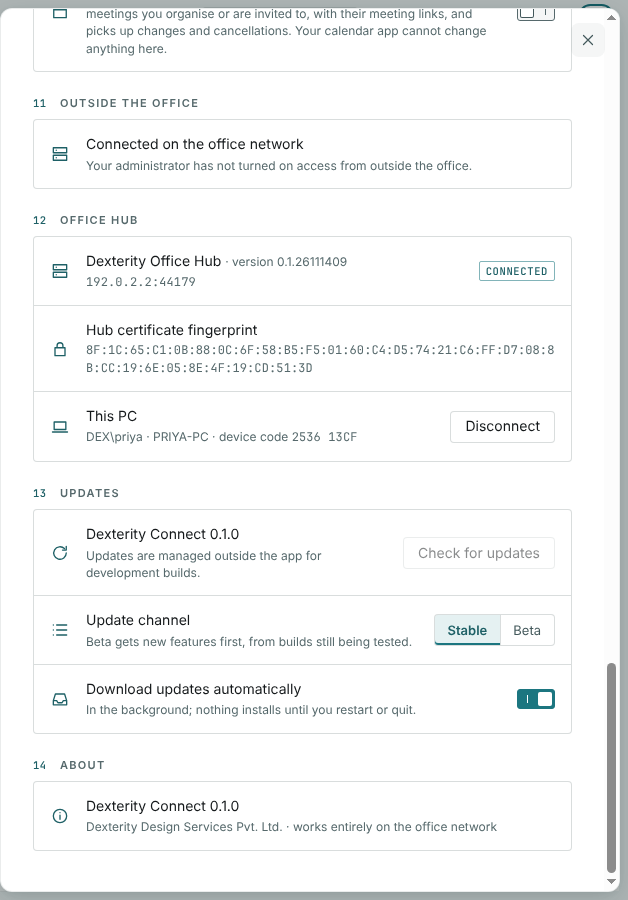 meetings you organise or are invited to, with their meeting links, and
picks up changes and cancellations. Your calendar app cannot change
anything here.
11 OUTSIDE THE OFFICE
Connected on the office network
Your administrator has not turned on access from outside the office.
12 OFFICE HUB
Dexterity Office Hub · version 0.1.26111409
192.0.2.2:44179
CONNECTED
Hub certificate fingerprint
8F:1C:65:C1:0B:88:0C:6F:58:B5:F5:01:60:C4:D5:74:21:C6:FF:D7:08:8
B:CC:19:6E:05:8E:4F:19:CD:51:3D
This PC
DEX\priya · PRIYA-PC · device code 2536 13CF
Disconnect
13 UPDATES
Dexterity Connect 0.1.0
Updates are managed outside the app for
development builds.
Check for updates
Update channel
Beta gets new features first, from builds still being tested.
Stable Beta
Download updates automatically
In the background; nothing installs until you restart or quit.
14 ABOUT
Dexterity Connect 0.1.0
Dexterity Design Services Pvt. Ltd. · works entirely on the office network